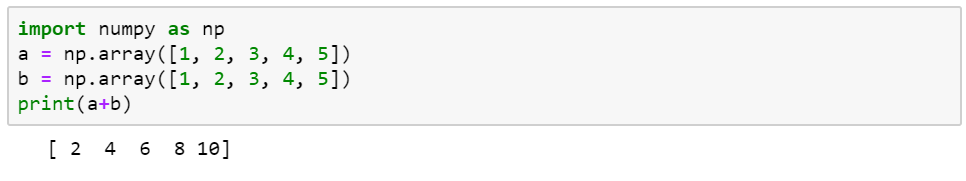 import numpy as np
a = np.array([1, 2, 3, 4, 5])
b = np.array([1, 2, 3, 4, 5])
print(a+b)
[ 2  4  6  8 10]